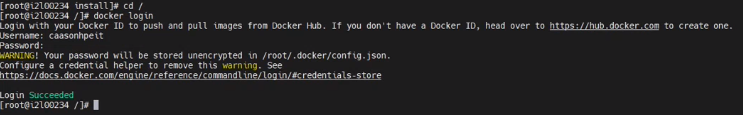 [root@i2l00234 install]# cd /
[root@i2l00234 /]# docker login
Login with your Docker ID to push and pull images from Docker Hub. If you don't have a Docker ID, head over to https://hub.docker.com to create one.
Username: caasonhpeit
Password:
WARNING! Your password will be stored unencrypted in /root/.docker/config.json.
Configure a credential helper to remove this warning. See
https://docs.docker.com/engine/reference/commandline/login/#credentials-store
Login Succeeded
[root@i2l00234 /]#